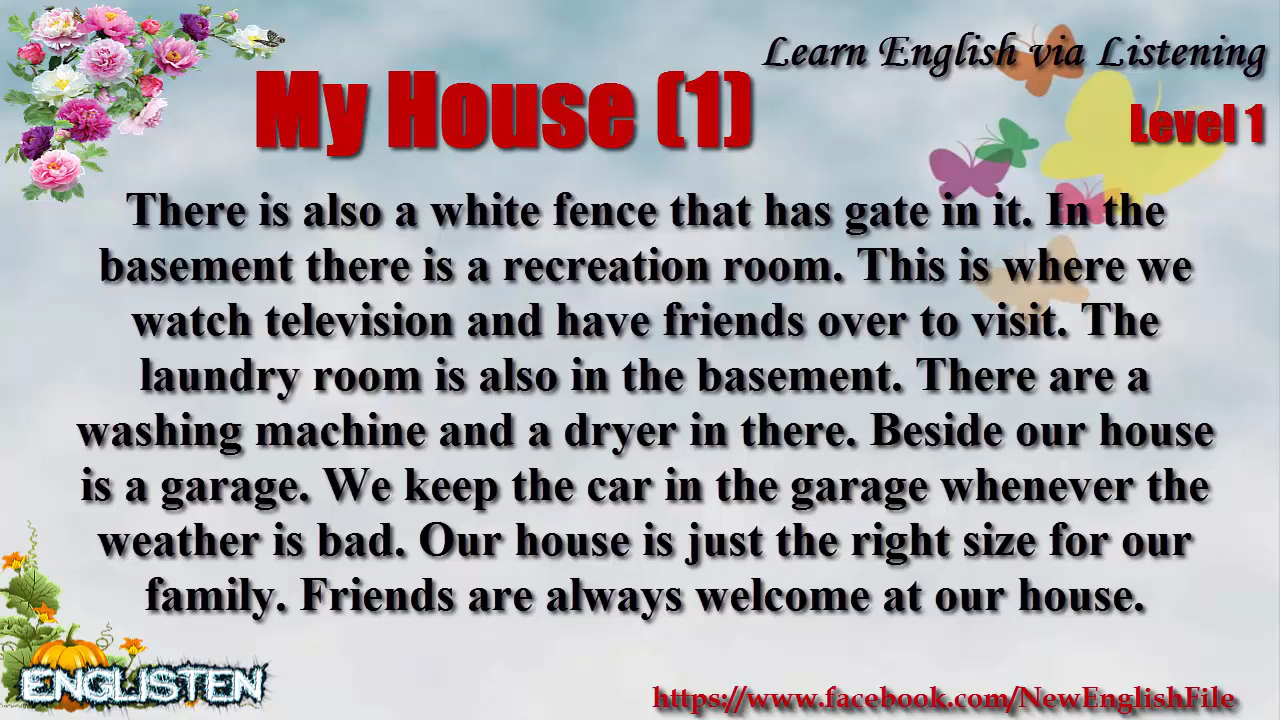 Learn English via Listening
My House (1)
Level 1
There is also a white fence that has gate in it. In the
basement there is a recreation room. This is where we
watch television and have friends over to visit. The
laundry room is also in the basement. There are a
washing machine and a dryer in there. Beside our house
is a garage. We keep the car in the garage whenever the
weather is bad. Our house is just the right size for our
family. Friends are always welcome at our house.
ENGLISTEN
https://www.facebook.com/NewEnglishFile